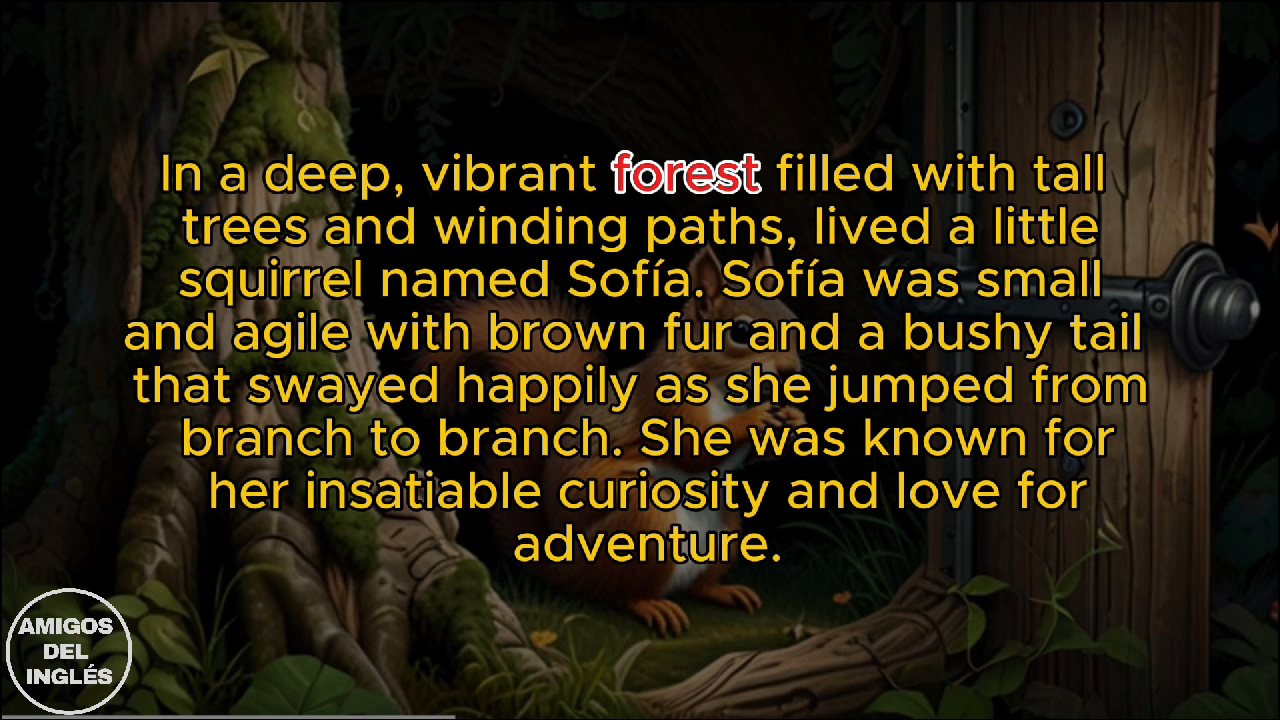 In a deep, vibrant forest filled with tall
trees and winding paths, lived a little
squirrel named Sofía. Sofía was small
and agile with brown fur and a bushy tail
that swayed happily as she jumped from
branch to branch. She was known for
her insatiable curiosity and love for
adventure.
AMIGOS
DEL
INGLÉS